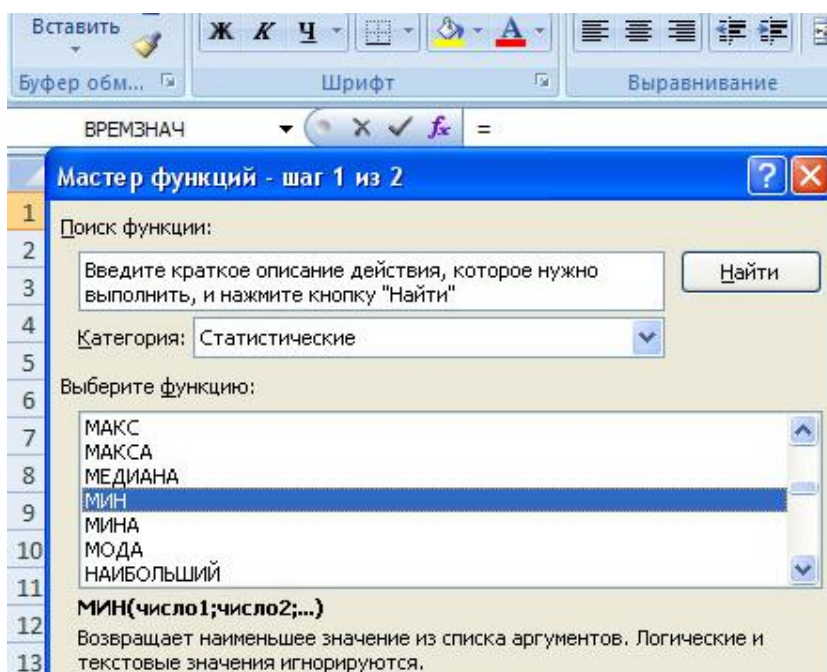 Вставить
Ж К Ч А
Буфер обм... Шрифт Выравнивание
ВРЕМЗНАЧ fx =
Мастер функций - шаг 1 из 2
1
Поиск функции:
2
Введите краткое описание действия, которое нужно
выполнить, и нажмите кнопку "Найти"
Найти
3
4
Категория: Статистические
5
Выберите функцию:
6
7 МАКС
МАКСА
8 МЕДИАНА
МИН
9 МИНА
10 МОДА
НАИБОЛЬШИЙ
11
МИН(число1;число2;...)
12
Возвращает наименьшее значение из списка аргументов. Логические и
13 текстовые значения игнорируются.